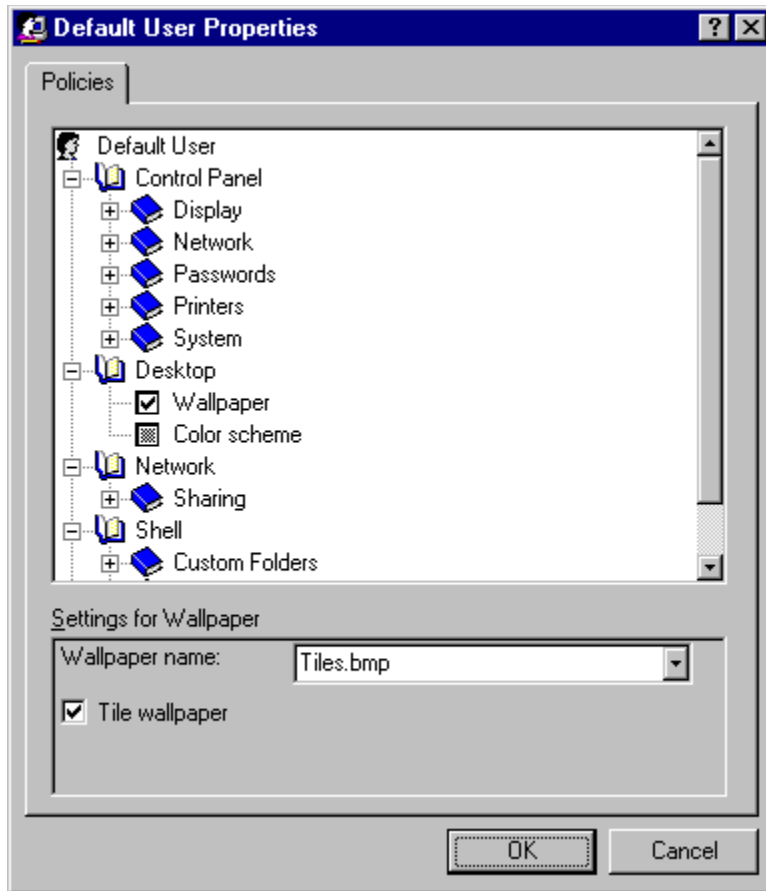 Default User Properties
Policies
Default User
Control Panel
Display
Network
Passwords
Printers
System
Desktop
Wallpaper
Color scheme
Network
Sharing
Shell
Custom Folders
Settings for Wallpaper
Wallpaper name: Tiles.bmp
Tile wallpaper
OK Cancel